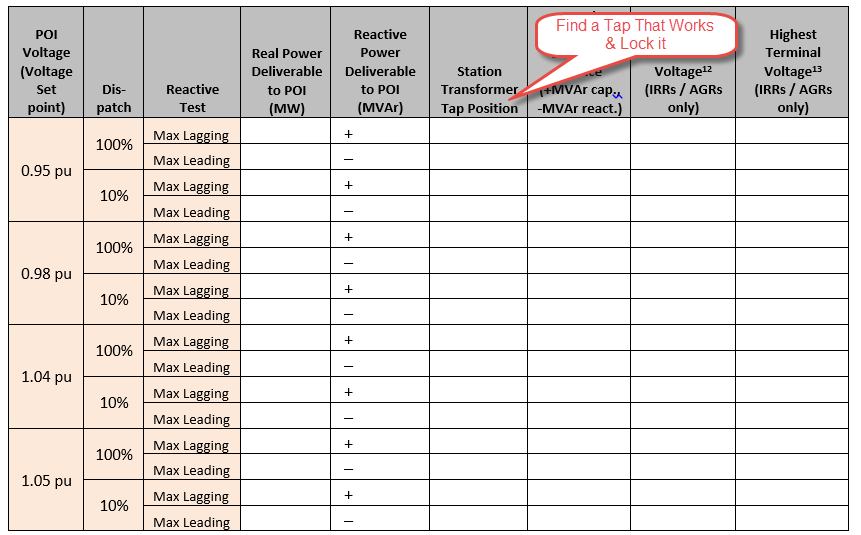 Find a Tap That Works
& Lock it
POI
Voltage
(Voltage
Set
point)
Dis-
patch
Reactive
Test
Real Power
Deliverable
to POI
(MW)
Reactive
Power
Deliverable
to POI
(MVAr)
Station
Transformer
Tap Position
(+MVAr cap.,
-MVAr react.)
Voltage¹²
(IRRs / AGRs
only)
Highest
Terminal
Voltage¹³
(IRRs / AGRs
only)
0.95 pu
100%
Max Lagging +
Max Leading –
10%
Max Lagging +
Max Leading –
0.98 pu
100%
Max Lagging +
Max Leading –
10%
Max Lagging +
Max Leading –
1.04 pu
100%
Max Lagging +
Max Leading –
10%
Max Lagging +
Max Leading –
1.05 pu
100%
Max Lagging +
Max Leading –
10%
Max Lagging +
Max Leading –